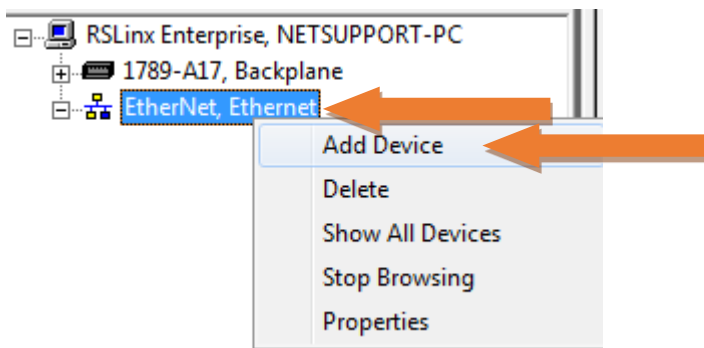 RSLinx Enterprise, NETSUPPORT-PC
1789-A17, Backplane
EtherNet, Ethernet
Add Device
Delete
Show All Devices
Stop Browsing
Properties